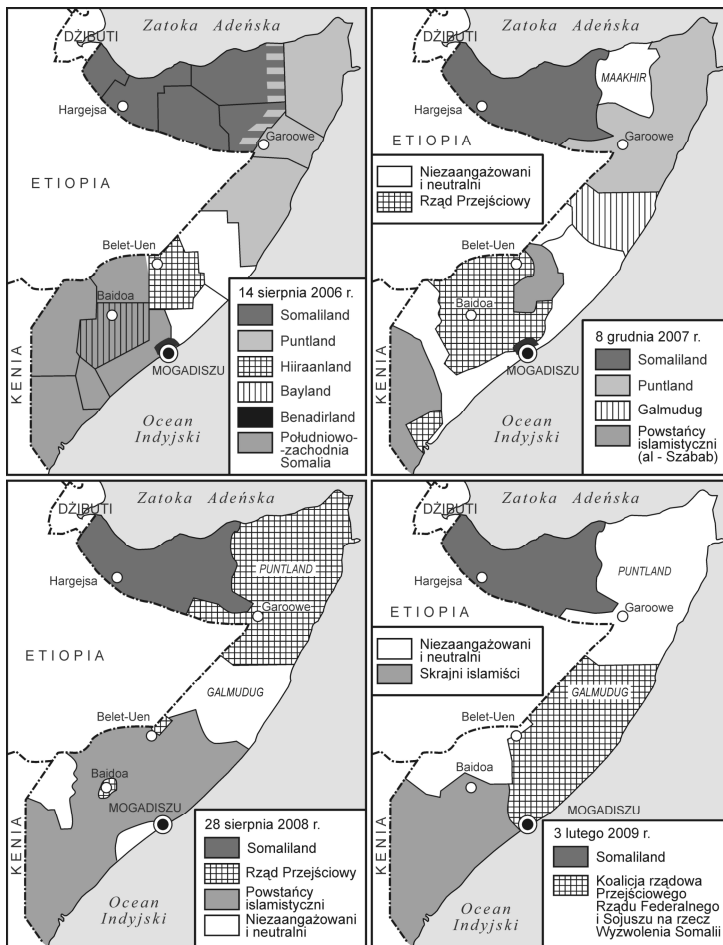 Zatoka Adeńska
DŻIBUTI
Hargejsa
Garoowe
ETIOPIA
Belet-Uen
Baidoa
KENIA
MOGADISZU
Ocean
Indyjski
14 sierpnia 2006 r.
Somaliland
Puntland
Hiiraanland
Bayland
Benadirland
Południowo-
-zachodnia
Somalia
Zatoka Adeńska
DŻIBUTI
MAAKHIR
Hargejsa
Garoowe
ETIOPIA
Niezaangażowani
i neutralni
Rząd Przejściowy
Belet-Uen
Baidoa
KENIA
MOGADISZU
Ocean
Indyjski
8 grudnia 2007 r.
Somaliland
Puntland
Galmudug
Powstańcy
islamistyczni
(al - Szabab)
Zatoka Adeńska
DŻIBUTI
PUNTLAND
Hargejsa
Garoowe
ETIOPIA
GALMUDUG
Belet-Uen
Baidoa
MOGADISZU
KENIA
Ocean
Indyjski
28 sierpnia 2008 r.
Somaliland
Rząd Przejściowy
Powstańcy
islamistyczni
Niezaangażowani
i neutralni
Zatoka Adeńska
DŻIBUTI
PUNTLAND
Hargejsa
Garoowe
ETIOPIA
Niezaangażowani
i neutralni
Skrajni islamiści
GALMUDUG
Belet-Uen
Baidoa
MOGADISZU
KENIA
Ocean
Indyjski
3 lutego 2009 r.
Somaliland
Koalicja rządowa
Przejściowego
Rządu Federalnego
i Sojuszu na rzecz
Wyzwolenia Somalii